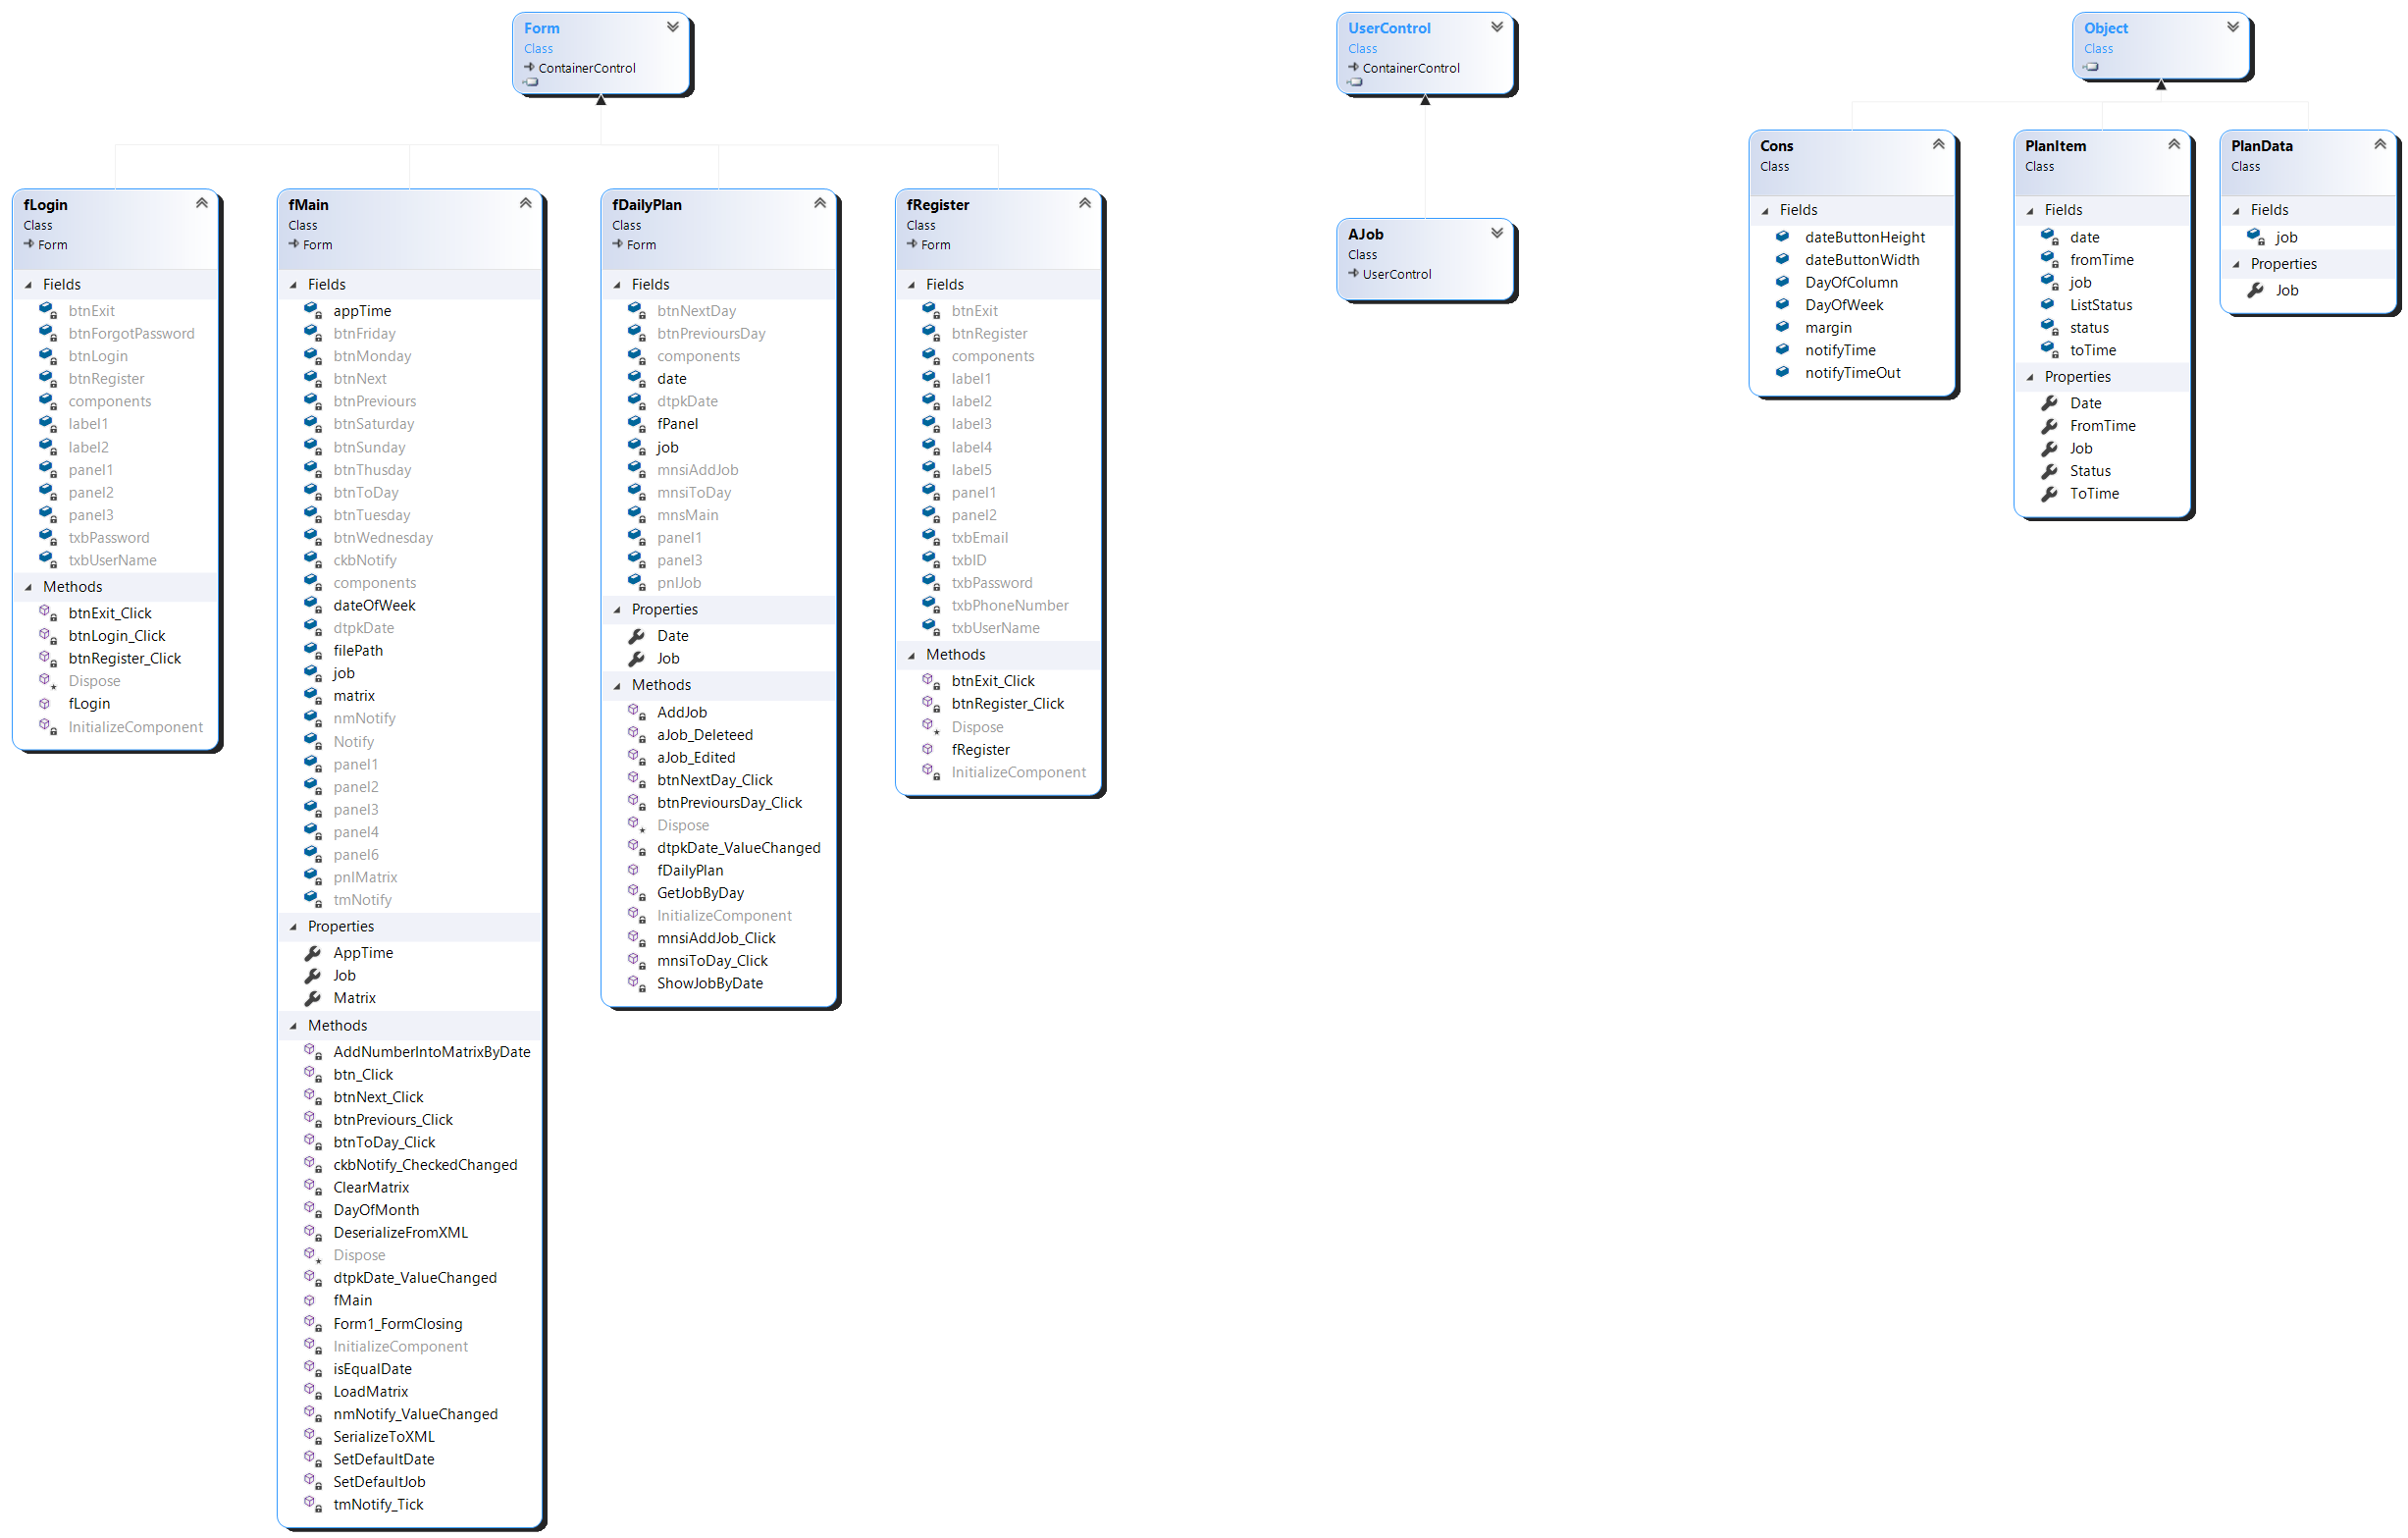 Form
Class
ContainerControl
UserControl
Class
ContainerControl
Object
Class
fLogin
Class
Form
Fields
btnExit
btnForgotPassword
btnLogin
btnRegister
components
label1
label2
panel1
panel2
panel3
txbPassword
txbUserName
Methods
btnExit_Click
btnLogin_Click
btnRegister_Click
Dispose
fLogin
InitializeComponent
fMain
Class
Form
Fields
appTime
btnFriday
btnMonday
btnNext
btnPreviours
btnSaturday
btnSunday
btnThusday
btnToDay
btnTuesday
btnWednesday
ckbNotify
components
dateOfWeek
dtpkDate
filePath
job
matrix
nmNotify
Notify
panel1
panel2
panel3
panel4
panel6
pnlMatrix
tmNotify
Properties
AppTime
Job
Matrix
Methods
AddNumberIntoMatrixByDate
btn_Click
btnNext_Click
btnPreviours_Click
btnToDay_Click
ckbNotify_CheckedChanged
ClearMatrix
DayOfMonth
DeserializeFromXML
Dispose
dtpkDate_ValueChanged
fMain
Form1_FormClosing
InitializeComponent
isEqualDate
LoadMatrix
nmNotify_ValueChanged
SerializeToXML
SetDefaultDate
SetDefaultJob
tmNotify_Tick
fDailyPlan
Class
Form
Fields
btnNextDay
btnPrevioursDay
components
date
dtpkDate
fPanel
job
mnsiAddJob
mnsiToDay
mnsMain
panel1
panel3
pnlJob
Properties
Date
Job
Methods
AddJob
aJob_Deleteed
aJob_Edited
btnNextDay_Click
btnPrevioursDay_Click
Dispose
dtpkDate_ValueChanged
fDailyPlan
GetJobByDay
InitializeComponent
mnsiAddJob_Click
mnsiToDay_Click
ShowJobByDate
fRegister
Class
Form
Fields
btnExit
btnRegister
components
label1
label2
label3
label4
label5
panel1
panel2
txbEmail
txbID
txbPassword
txbPhoneNumber
txbUserName
Methods
btnExit_Click
btnRegister_Click
Dispose
fRegister
InitializeComponent
AJob
Class
UserControl
Cons
Class
Fields
dateButtonHeight
dateButtonWidth
DayOfColumn
DayOfWeek
margin
notifyTime
notifyTimeOut
PlanItem
Class
Fields
date
fromTime
job
ListStatus
status
toTime
Properties
Date
FromTime
Job
Status
ToTime
PlanData
Class
Fields
job
Properties
Job